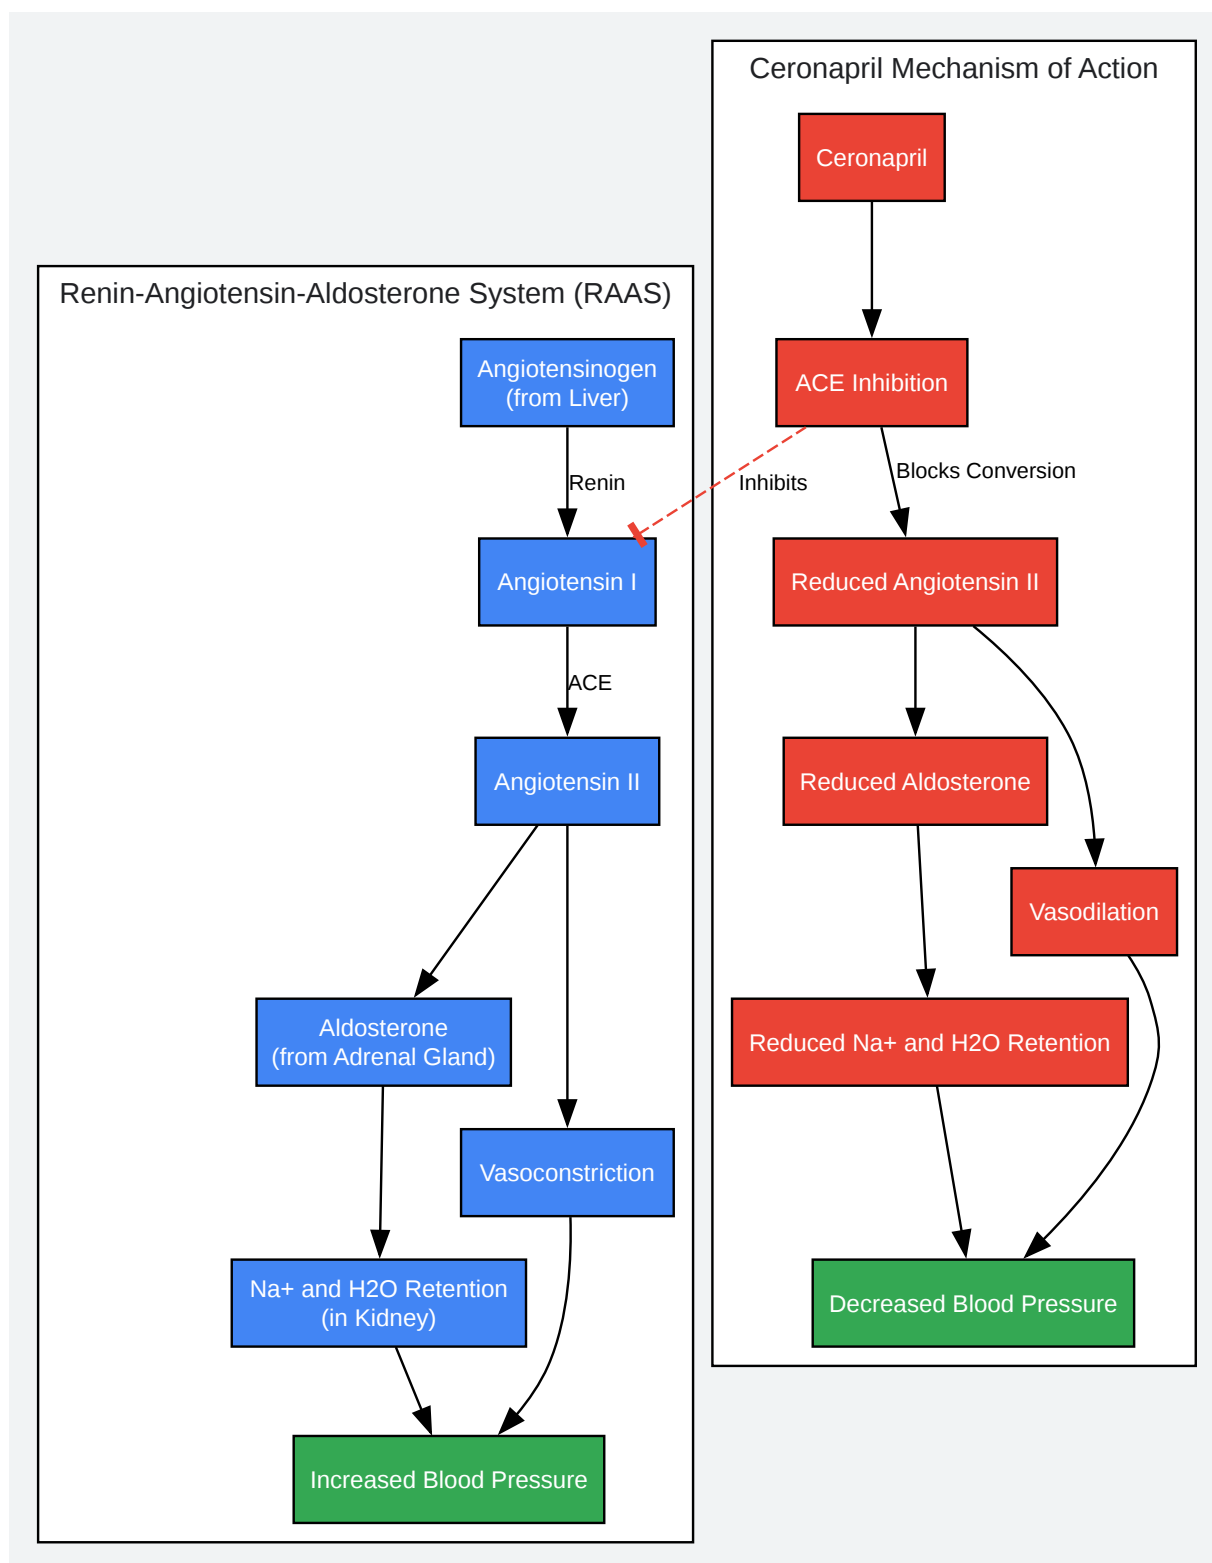 Ceronapril Mechanism of Action
Ceronapril
ACE Inhibition
Inhibits
Blocks Conversion
Reduced Angiotensin II
Reduced Aldosterone
Vasodilation
Reduced Na+ and H2O Retention
Decreased Blood Pressure
Renin-Angiotensin-Aldosterone System (RAAS)
Angiotensinogen
(from Liver)
Renin
Angiotensin I
ACE
Angiotensin II
Aldosterone
(from Adrenal Gland)
Vasoconstriction
Na+ and H2O Retention
(in Kidney)
Increased Blood Pressure